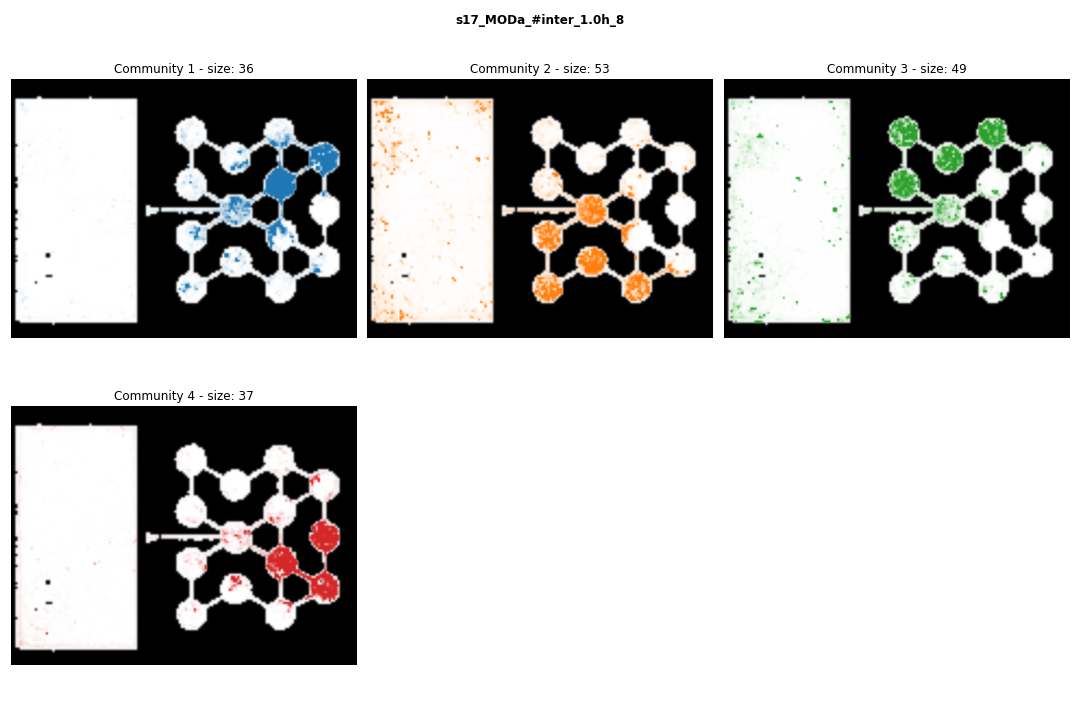 s17_MODa_#inter_1.0h_8
Community 1 - size: 36
Community 2 - size: 53
Community 3 - size: 49
Community 4 - size: 37